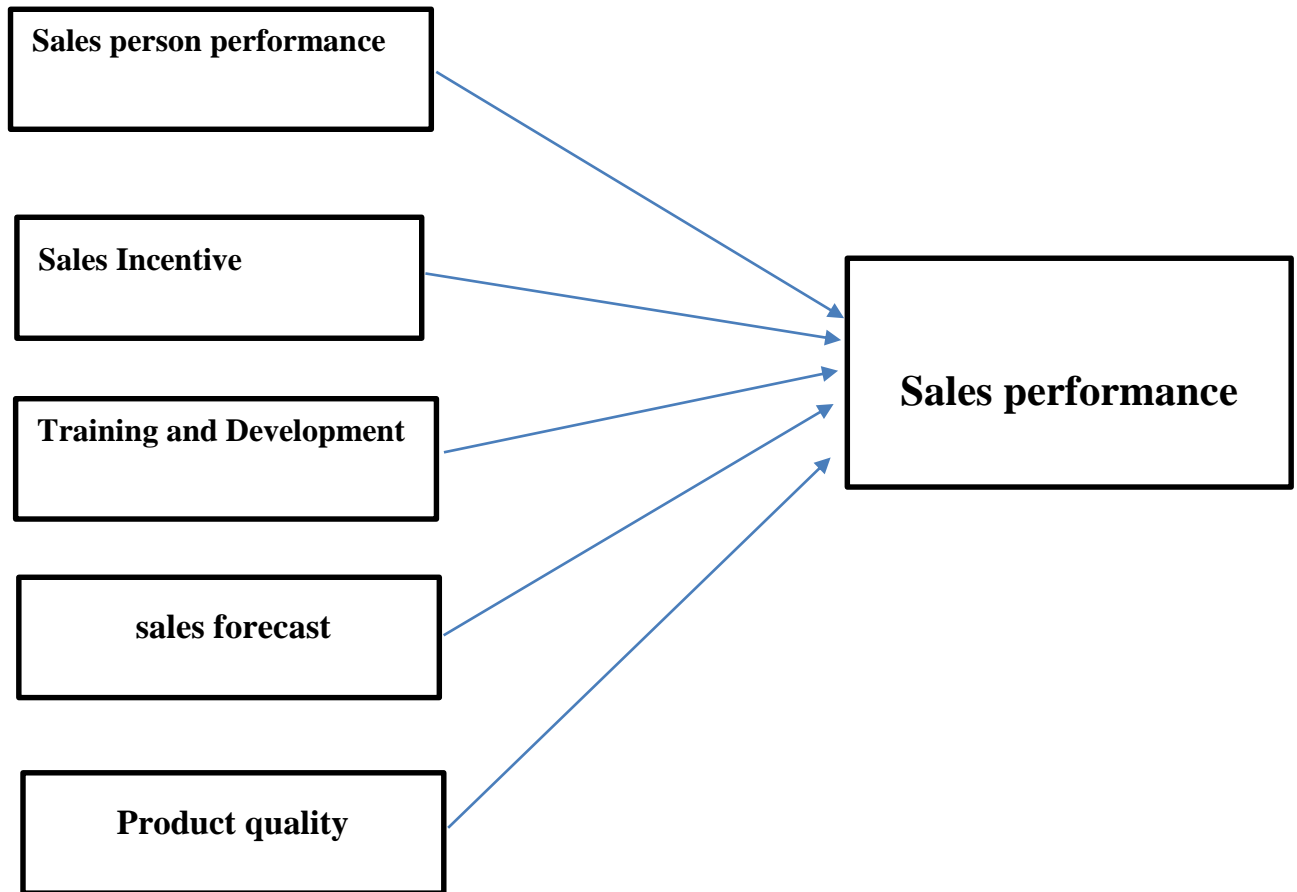 Sales person performance
Sales Incentive
Training and Development
sales forecast
Product quality
Sales performance